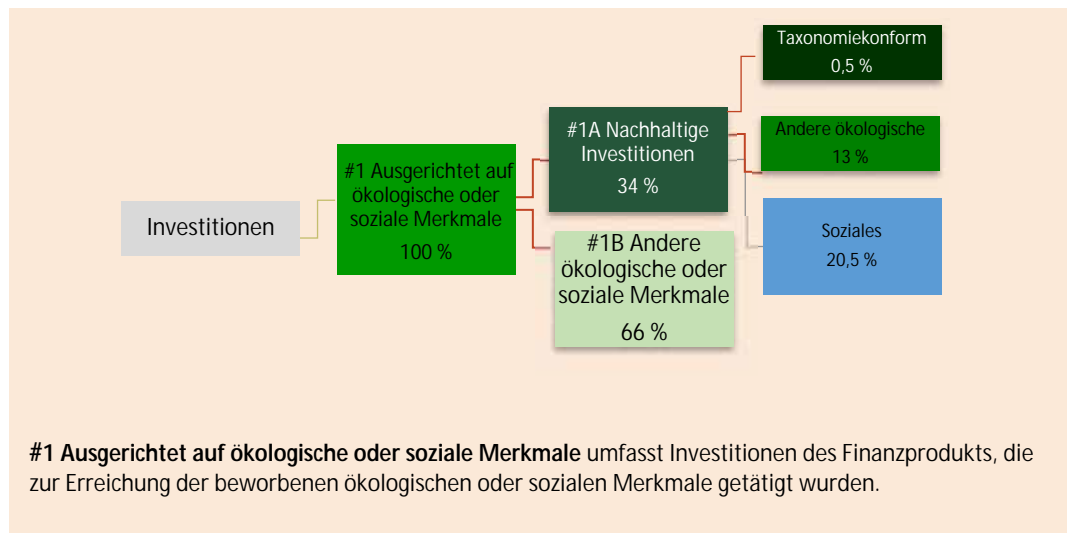 Investitionen
#1 Ausgerichtet auf
ökologische oder
soziale Merkmale
100 %
#1A Nachhaltige
Investitionen
34 %
#1B Andere
ökologische oder
soziale Merkmale
66 %
Taxonomiekonform
0,5 %
Andere ökologische
13 %
Soziales
20,5 %
#1 Ausgerichtet auf ökologische oder soziale Merkmale umfasst Investitionen des Finanzprodukts, die
zur Erreichung der beworbenen ökologischen oder sozialen Merkmale getätigt wurden.